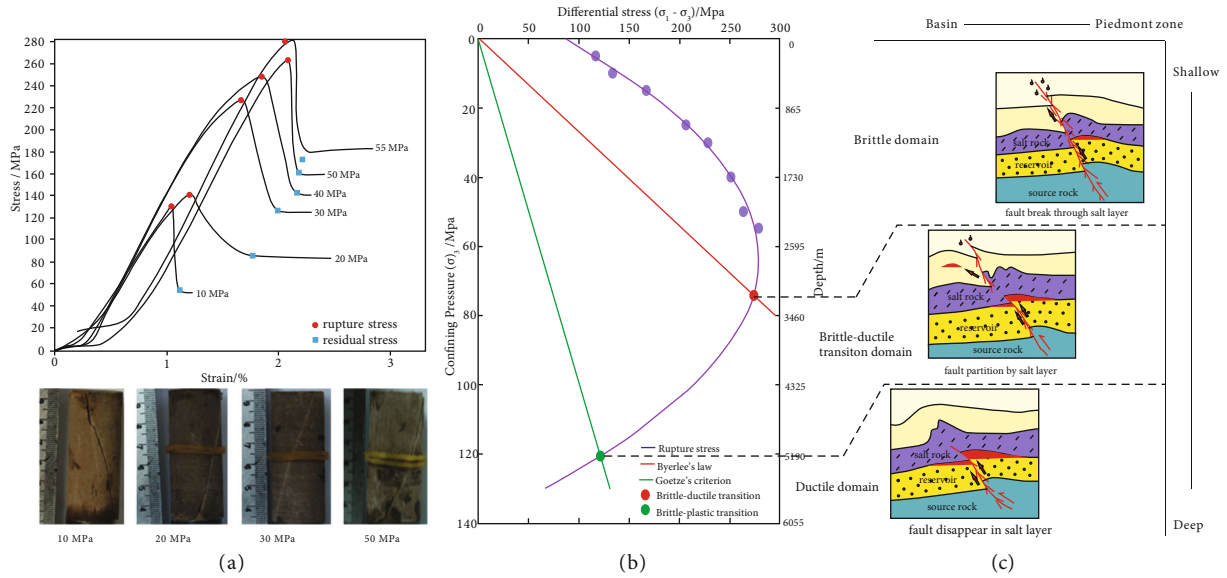 280
260
240
220
200
180
160
140
120
100
80
60
40
20
0
0
1
2
3
Stress / MPa
Strain/%
55 MPa
50 MPa
40 MPa
30 MPa
20 MPa
10 MPa
rupture stress
residual stress
10 MPa
20 MPa
30 MPa
50 MPa
(a)
Differential stress (σ1 - σ3)/Mpa
0
50
100
150
200
250
300
0
20
40
60
80
100
120
140
Confining Pressure (σ)3 /Mpa
0
865
1730
2595
3460
4325
5190
6055
Depth/m
Rupture stress
Byerlee's law
Goetze's criterion
Brittle-ductile transition
Brittle-plastic transition
(b)
Basin
Piedmont zone
Shallow
Deep
Brittle domain
salt rock
reservoir
source rock
fault break through salt layer
Brittle-ductile
transiton domain
salt rock
reservoir
source rock
fault partition by salt layer
Ductile domain
salt rock
reservoir
source rock
fault disappear in salt layer
(c)